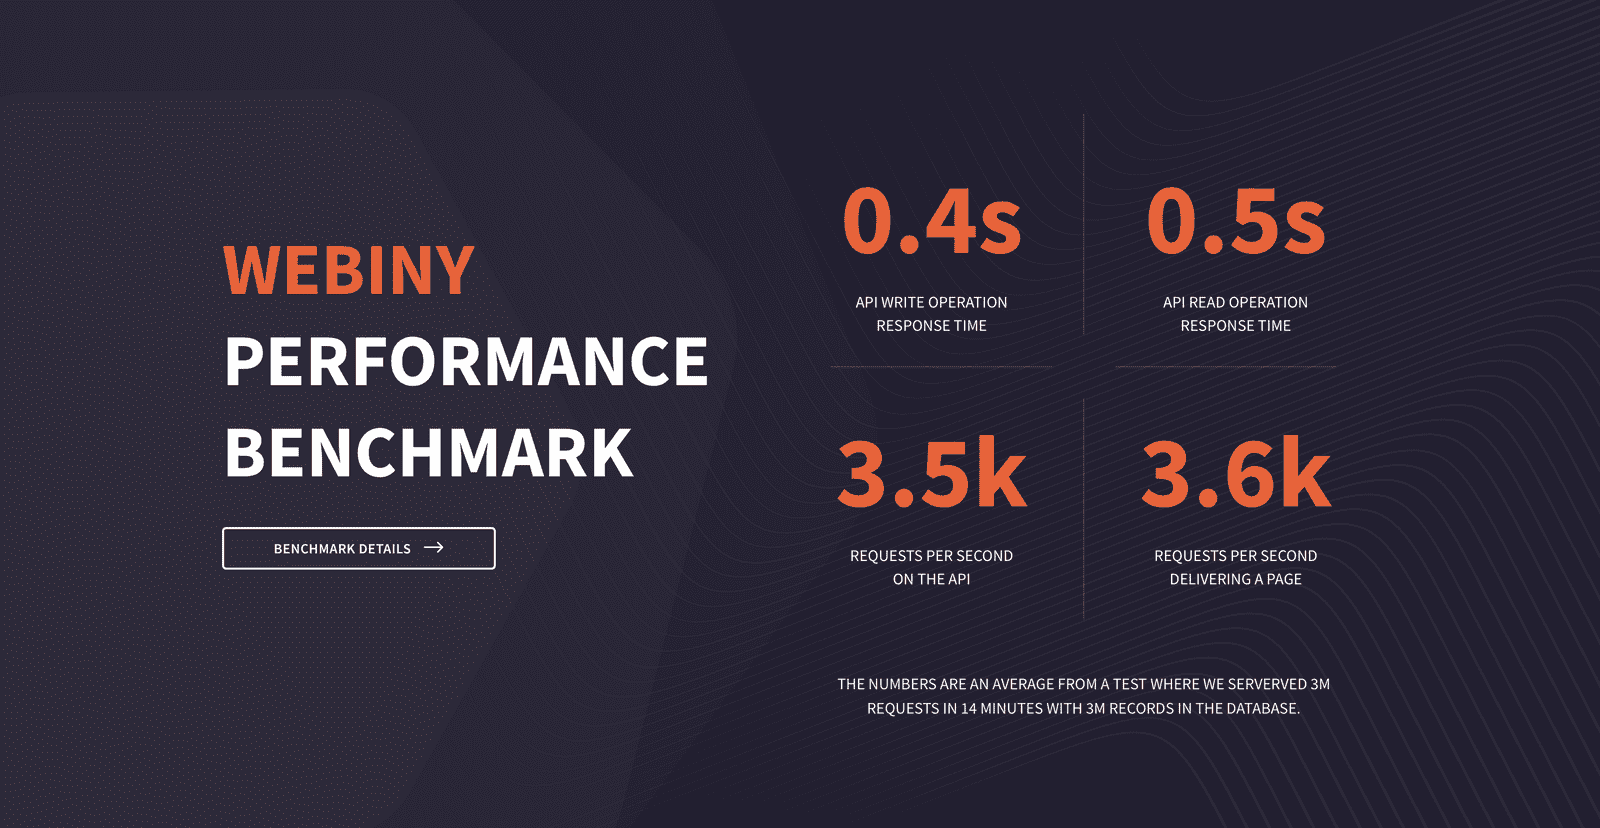 WEBINY
PERFORMANCE
BENCHMARK
BENCHMARK DETAILS →
0.4s
API WRITE OPERATION
RESPONSE TIME
0.5s
API READ OPERATION
RESPONSE TIME
3.5k
REQUESTS PER SECOND
ON THE API
3.6k
REQUESTS PER SECOND
DELIVERING A PAGE
THE NUMBERS ARE AN AVERAGE FROM A TEST WHERE WE SERVERVED 3M
REQUESTS IN 14 MINUTES WITH 3M RECORDS IN THE DATABASE.